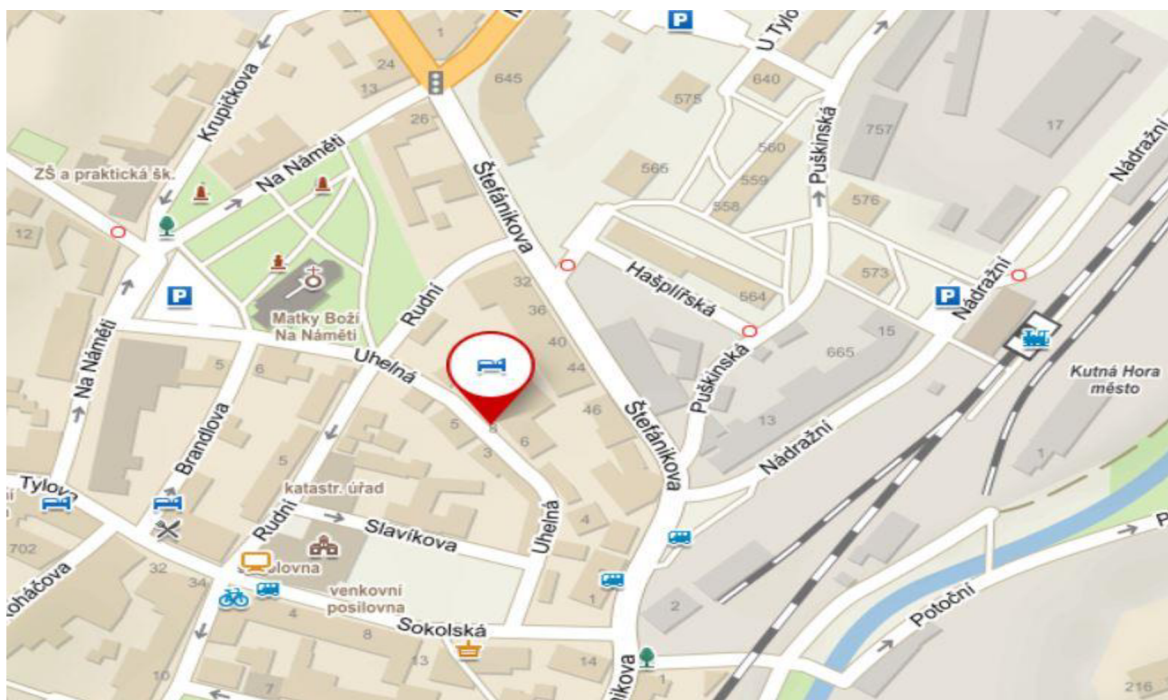 1
24
13
645
26
P
575
U Tylo
640
Puškinská
757
17
Krupičkova
Na Náměti
ZŠ a praktická šk.
12
Štefánikova
565
560
559
558
576
Nádražní
P
Matky Boží
Na Náměti
Rudní
32
36
40
44
46
Hašplířská
564
573
15
P
Nádražní
665
Kutná Hora
město
Na Náměti
5
6
Uhelná
5
8
6
3
Brandlova
5
Puškinská
Štefánikova
13
Nádražní
1
Tylova
katastr. úřad
Rudní
Slavíkova
Uhelná
4
702
32
34
venkovní
posilovna
4
8
Sokolská
1
2
Potoční
10
7
13
14
1
216